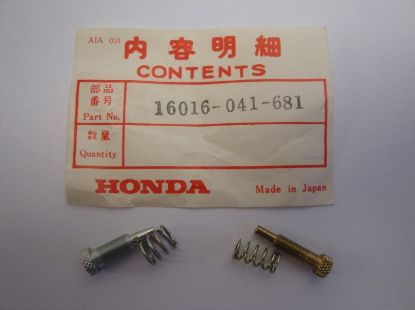 AIA 031
内容明細
CONTENTS
部品
番号
Part No.
16016-041-681
数量
Quantity
HONDA
Made in Japan